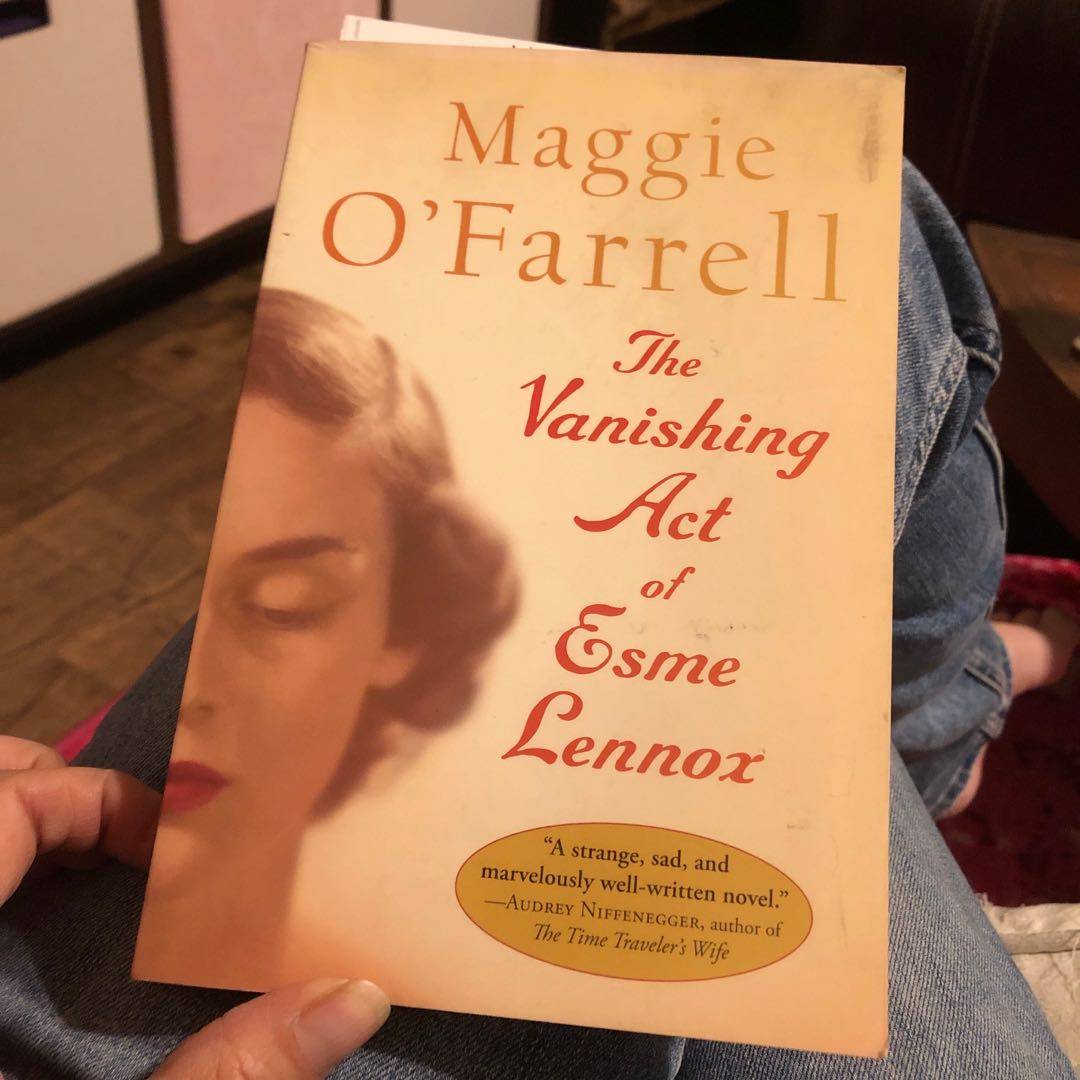 Maggie
O’Farrell
The
Vanishing
Act
of
Esme
Lennox
“A strange, sad, and
marvelously well-written novel.”
—Audrey Niffenegger, author of
The Time Traveler’s Wife